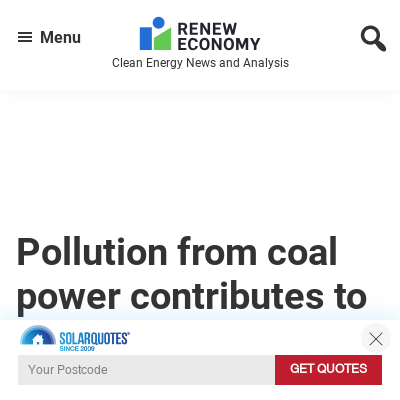 Menu
RENEW
ECONOMY
Clean Energy News and Analysis
Pollution from coal
power contributes to
SOLARQUOTES®
SINCE 2009
Your Postcode
GET QUOTES